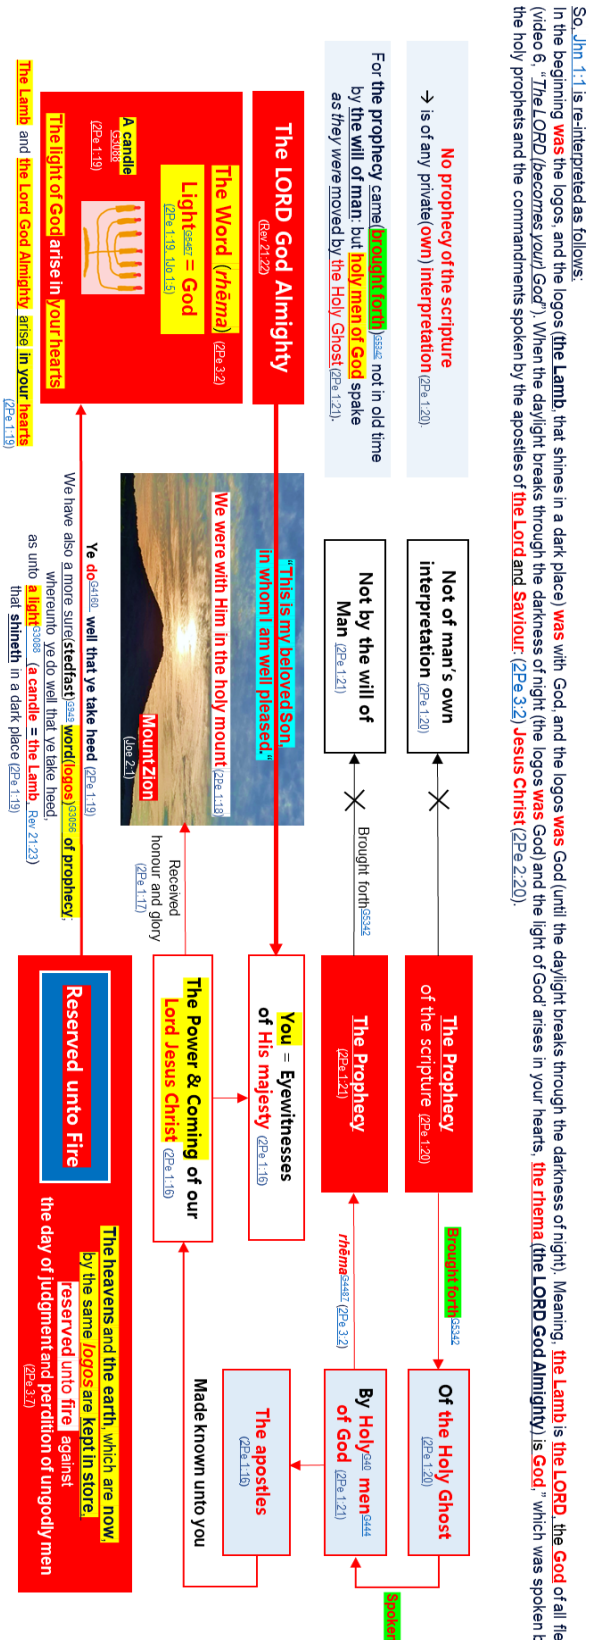 So, Jhn 1:1 is re-interpreted as follows:
In the beginning was the logos, and the logos (the Lamb, that shines in a dark place) was with God, and the logos was God (until the daylight breaks through the darkness of night). Meaning, the Lamb is the LORD, the God of all fle
(video 6, “The LORD (becomes your) God”). When the daylight breaks through the darkness of night (the logos was God) and the light of God’ arises in your hearts, the rhema (the LORD God Almighty) is God,” which was spoken b
the holy prophets and the commandments spoken by the apostles of the Lord and Saviour: (2Pe 3:2) Jesus Christ (2Pe 2:20).
No prophecy of the scripture
→ is of any private(own) interpretation (2Pe 1:20).
Not of man’s own
interpretation (2Pe 1:20)
The Prophecy
of the scripture (2Pe 1:20)
Brought forth G5342
Of the Holy Ghost
(2Pe 1:20)
Spoken
For the prophecy came(brought forth)G5342 not in old time
by the will of man: but holy men of God spake
as they were moved by the Holy Ghost (2Pe 1:21).
Not by the will of
Man (2Pe 1:21)
Brought forth G5342
The Prophecy
(2Pe 1:21)
rhēma G4487 (2Pe 3:2)
By Holy G40 men G444
of God (2Pe 1:21)
The LORD God Almighty
(Rev 21:22)
“This is my beloved Son,
in whom I am well pleased.”
We were with Him in the holy mount (2Pe 1:18)
Mount Zion
(Joe 2:1)
You = Eyewitnesses
of His majesty (2Pe 1:16)
The apostles
(2Pe 1:16)
The Word (rhēma) (2Pe 3:2)
Light G5457 = God
(2Pe 1:19, 1Jo 1:5)
A candle
G3088
(2Pe 1:19)
The light of God arise in your hearts
Received
honour and glory
(2Pe 1:17)
The Power & Coming of our
Lord Jesus Christ (2Pe 1:16)
Made known unto you
The Lamb and the Lord God Almighty arise in your hearts
(2Pe 1:19)
Ye do G4160 well that ye take heed (2Pe 1:19)
We have also a more sure(stedfast)G949 word(logos)G3056 of prophecy;
whereunto ye do well that ye take heed,
as unto a light G3088 (a candle = the Lamb, Rev 21:23)
that shineth in a dark place (2Pe 1:19)
Reserved unto Fire
The heavens and the earth, which are now,
by the same logos are kept in store,
reserved unto fire against
the day of judgment and perdition of ungodly men
(2Pe 3:7)